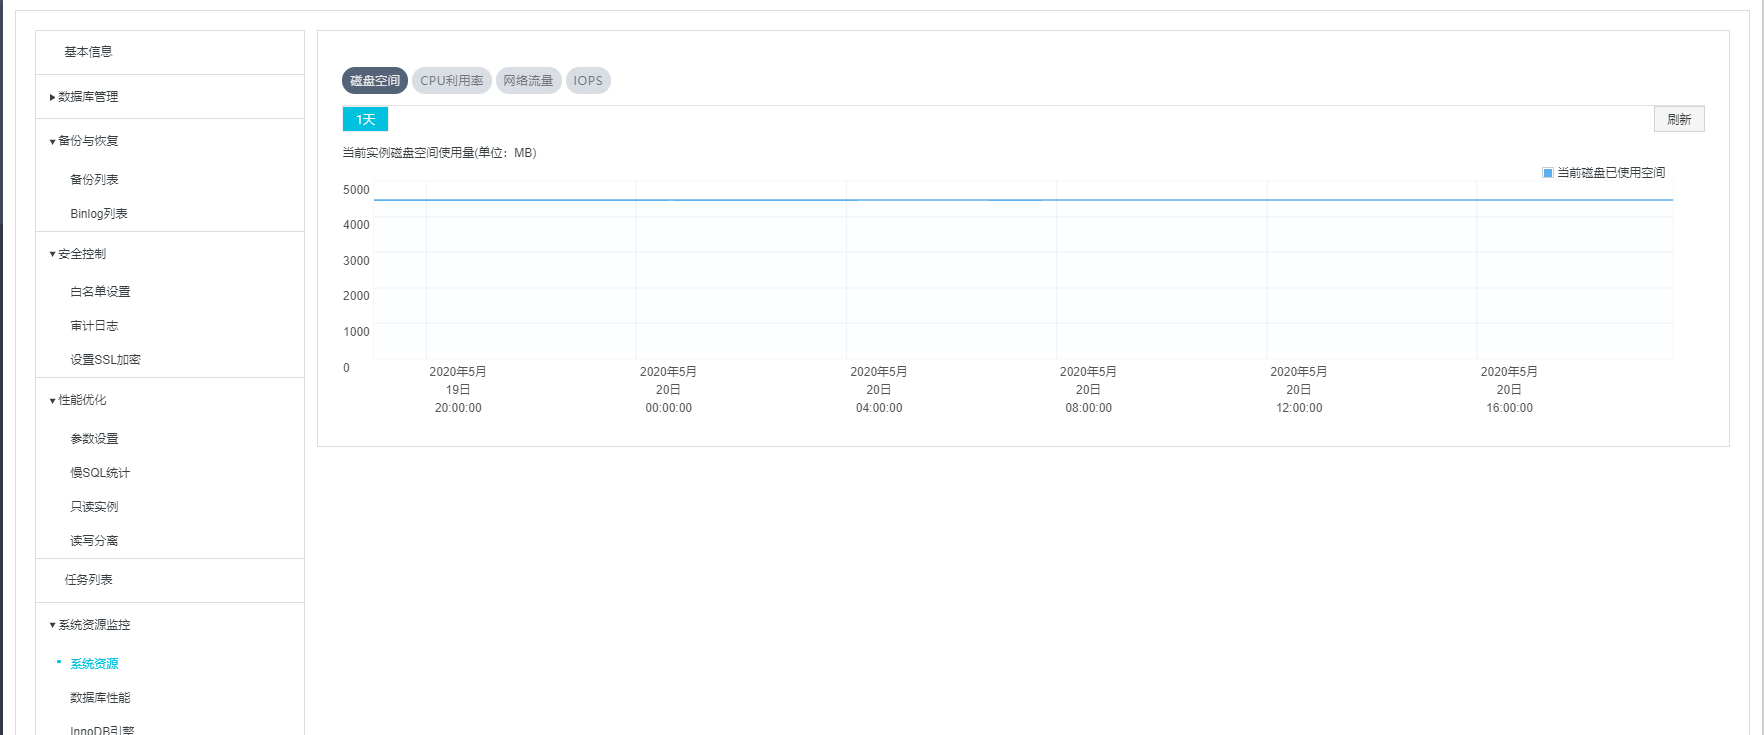 基本信息
数据库管理
备份与恢复
备份列表
Binlog列表
安全控制
白名单设置
审计日志
设置SSL加密
性能优化
参数设置
慢SQL统计
只读实例
读写分离
任务列表
系统资源监控
系统资源
数据库性能
InnoDB引擎
磁盘空间 CPU利用率 网络流量 IOPS
1天 刷新
当前实例磁盘空间使用量(单位：MB)
当前磁盘已使用空间
5000
4000
3000
2000
1000
0
2020年5月 2020年5月 2020年5月 2020年5月 2020年5月 2020年5月
19日 20日 20日 20日 20日 20日
20:00:00 00:00:00 04:00:00 08:00:00 12:00:00 16:00:00